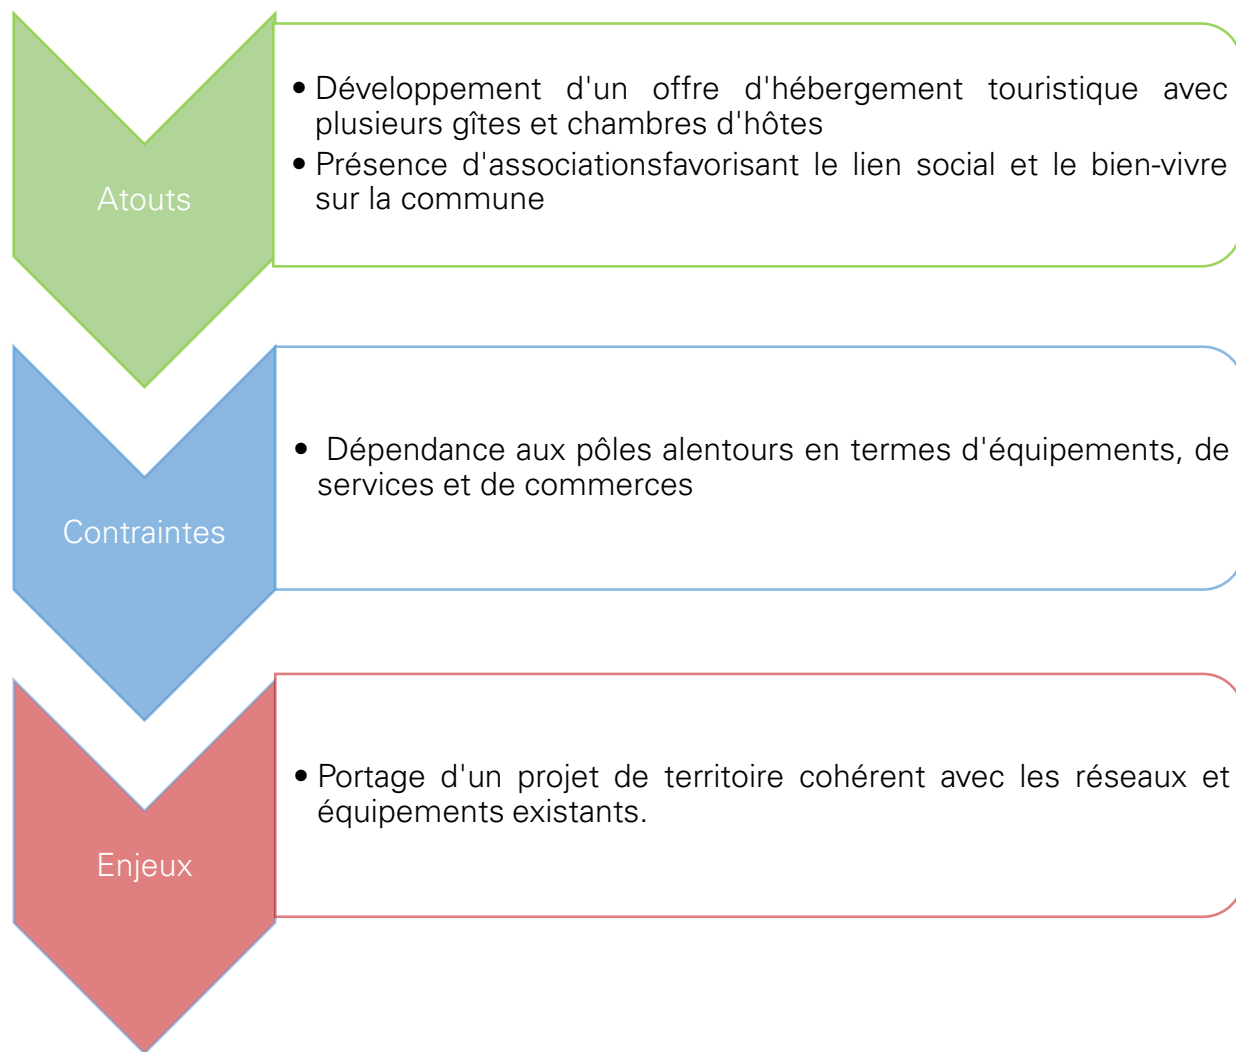 Atouts
• Développement d'un offre d'hébergement touristique avec
plusieurs gîtes et chambres d'hôtes
• Présence d'associationsfavorisant le lien social et le bien-vivre
sur la commune
Contraintes
• Dépendance aux pôles alentours en termes d'équipements, de
services et de commerces
Enjeux
• Portage d'un projet de territoire cohérent avec les réseaux et
équipements existants.